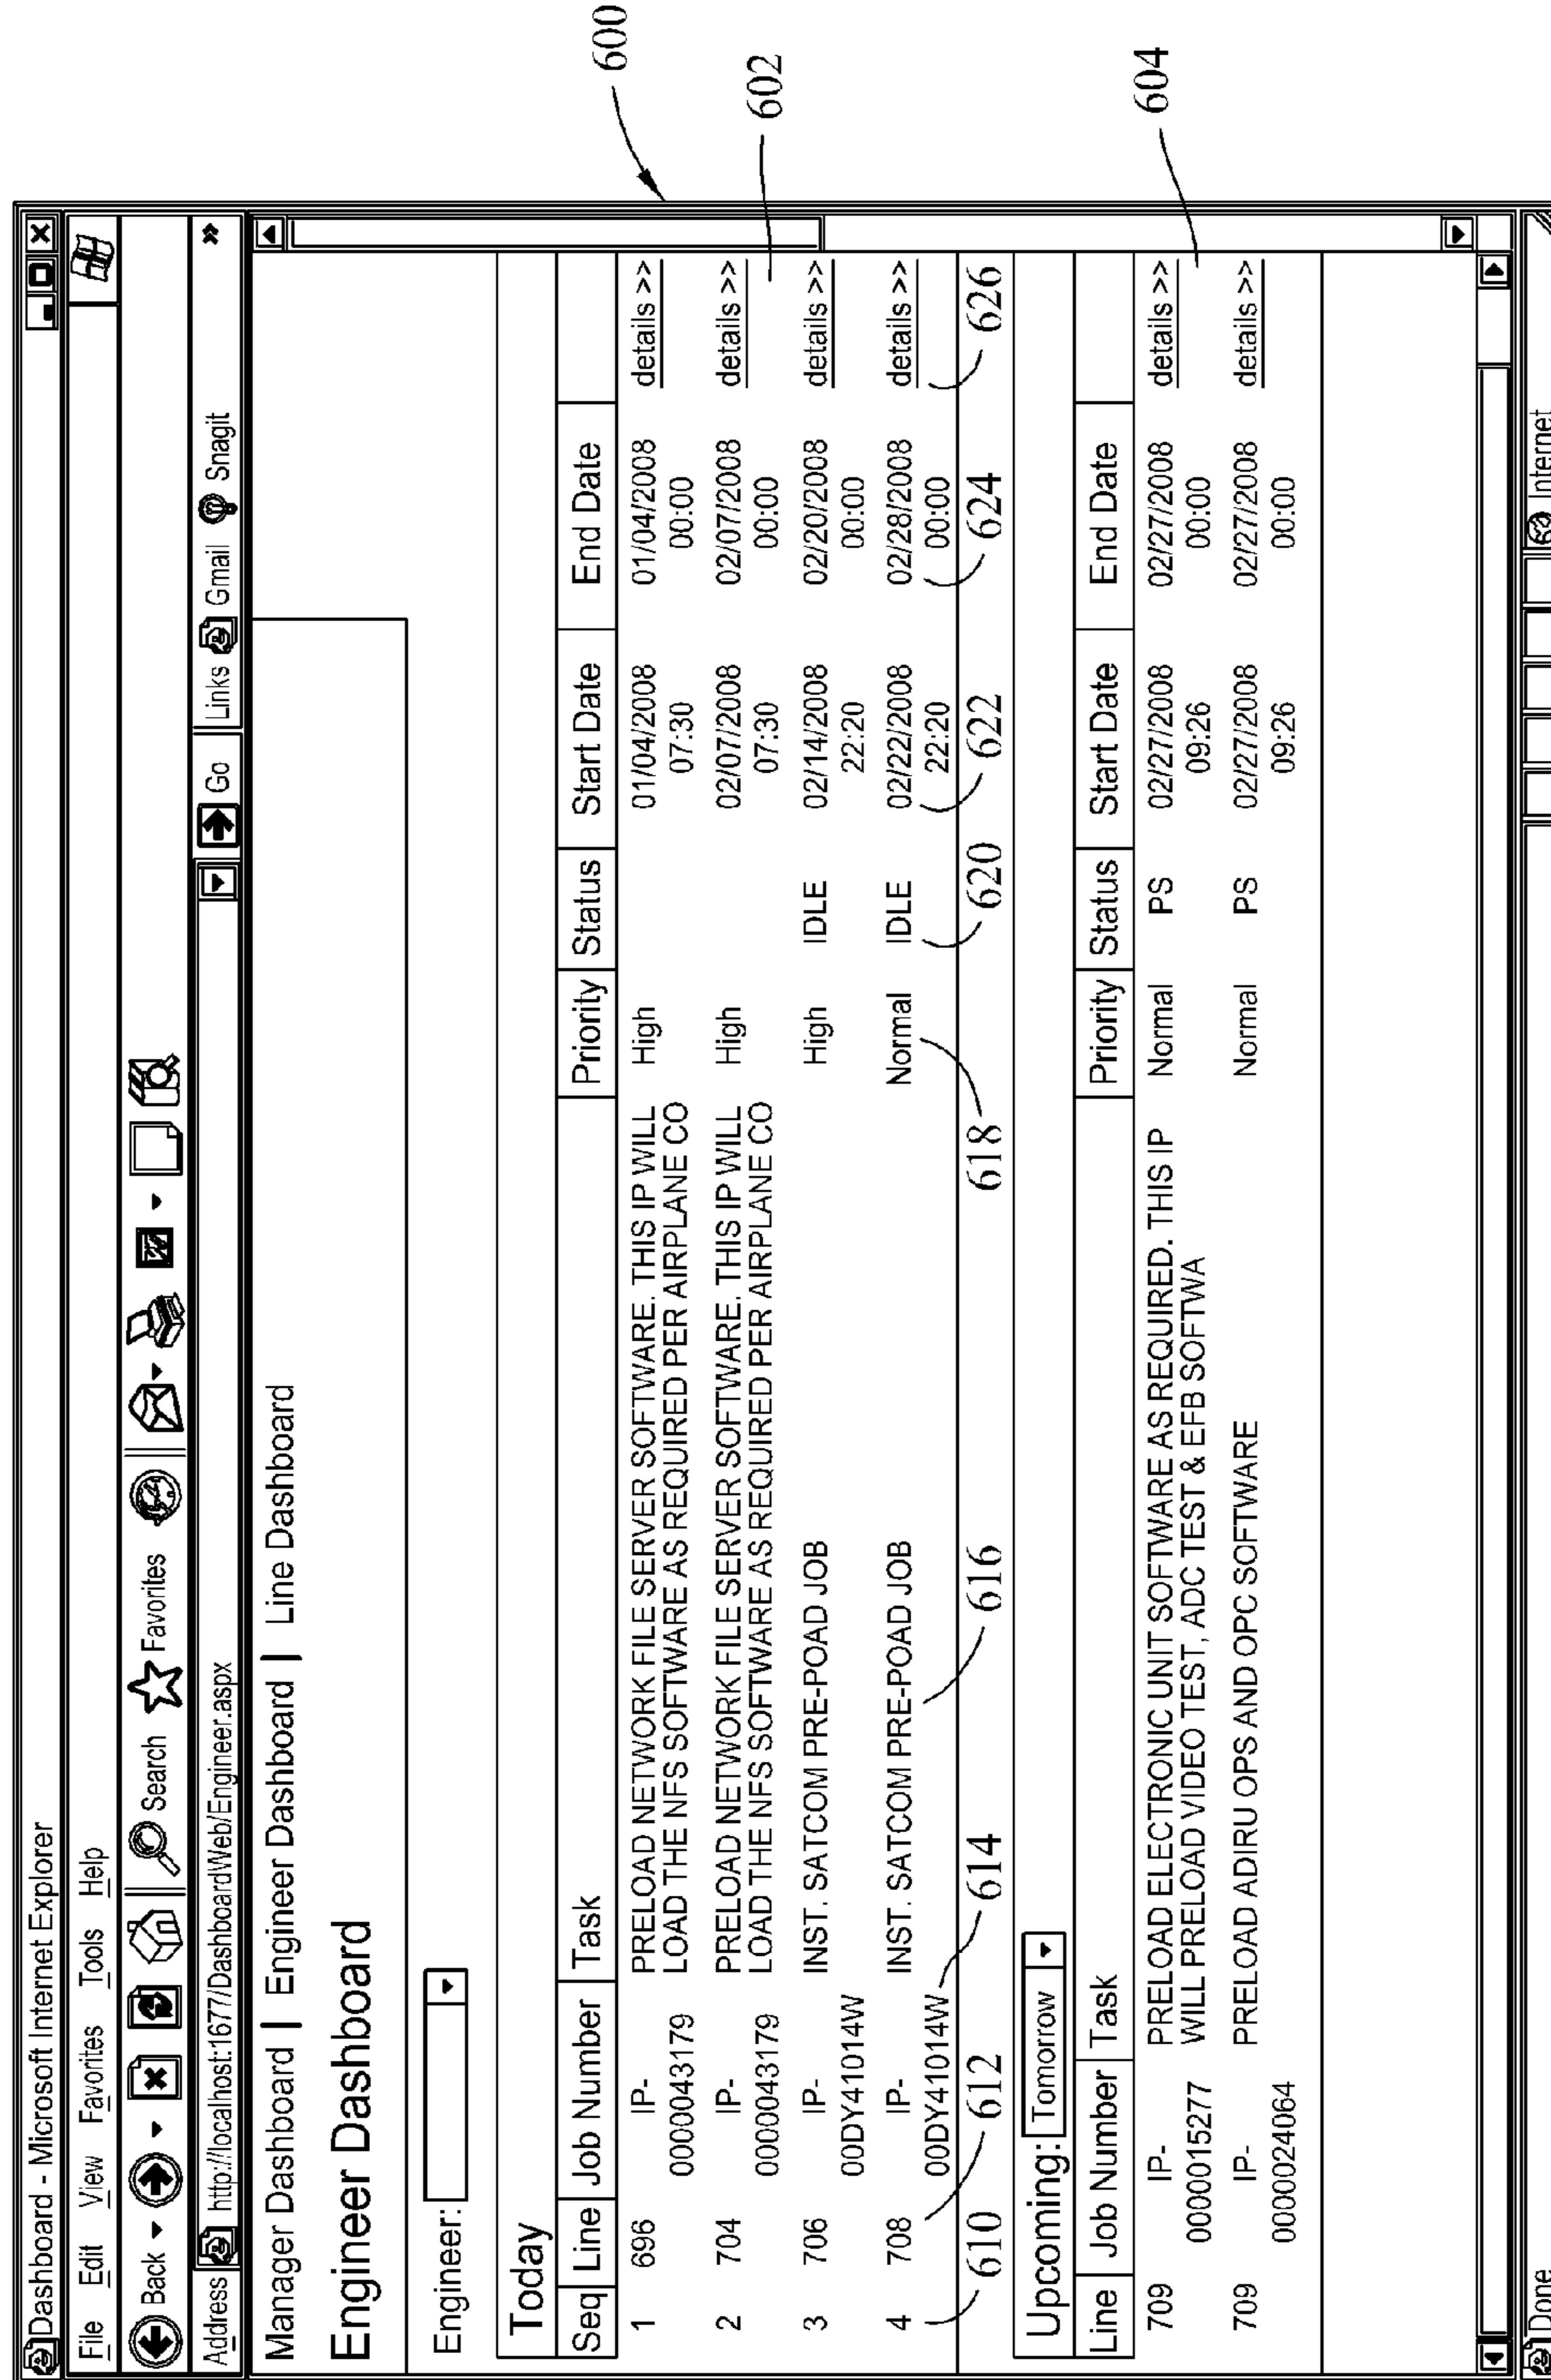 Dashboard - Microsoft Internet Explorer
File Edit View Favorites Tools Help
Back Search Favorites
Address http://localhost:1677/DashboardWeb/Engineer.aspx Go Links Gmail Snagit »
Manager Dashboard | Engineer Dashboard | Line Dashboard
Engineer Dashboard
Engineer:
600
Today
Seq Line Job Number Task Priority Status Start Date End Date
1 696 IP- PRELOAD NETWORK FILE SERVER SOFTWARE. THIS IP WILL High 01/04/2008 01/04/2008 details >>
0000043179 LOAD THE NFS SOFTWARE AS REQUIRED PER AIRPLANE CO 07:30 00:00
2 704 IP- PRELOAD NETWORK FILE SERVER SOFTWARE. THIS IP WILL High 02/07/2008 02/07/2008 details >>
0000043179 LOAD THE NFS SOFTWARE AS REQUIRED PER AIRPLANE CO 07:30 00:00
602
3 706 IP- INST. SATCOM PRE-POAD JOB High IDLE 02/14/2008 02/20/2008 details >>
00DY41014W 22:20 00:00
4 708 IP- INST. SATCOM PRE-POAD JOB Normal IDLE 02/22/2008 02/28/2008 details >>
00DY41014W 22:20 00:00
610 612 614 616 618 620 622 624 626
Upcoming: Tomorrow
Line Job Number Task Priority Status Start Date End Date
709 IP- PRELOAD ELECTRONIC UNIT SOFTWARE AS REQUIRED. THIS IP Normal PS 02/27/2008 02/27/2008 details >>
0000015277 WILL PRELOAD VIDEO TEST, ADC TEST & EFB SOFTWA 09:26 00:00
604
709 IP- PRELOAD ADIRU OPS AND OPC SOFTWARE Normal PS 02/27/2008 02/27/2008 details >>
0000024064 09:26 00:00
Done Internet